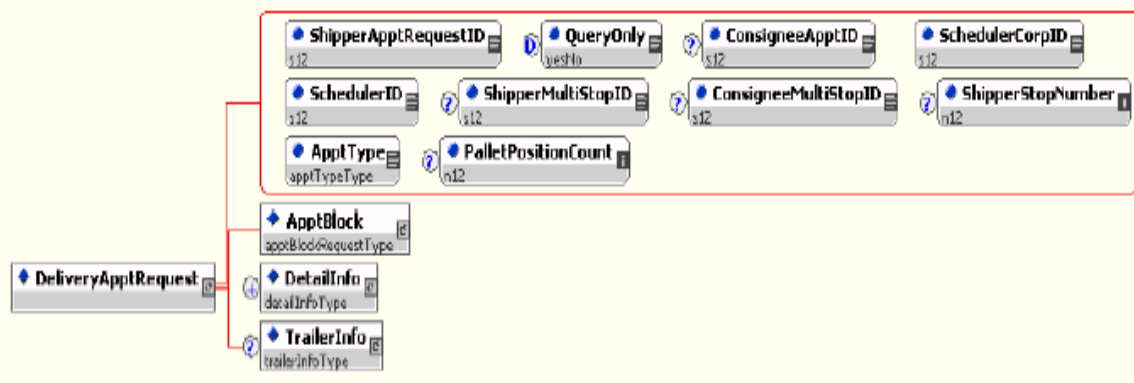 ShipperApptRequestID D QueryOnly ? ConsigneeApptID SchedulerCorpID
s12 yesNo s12 s12
SchedulerID ? ShipperMultiStopID ? ConsigneeMultiStopID ? ShipperStopNumber
s12 s12 s12 n12
ApptType ? PalletPositionCount
apptTypeType n12
ApptBlock
apptBlockRequestType
DeliveryApptRequest
+ DetailInfo
detailInfoType
? TrailerInfo
trailerInfoType